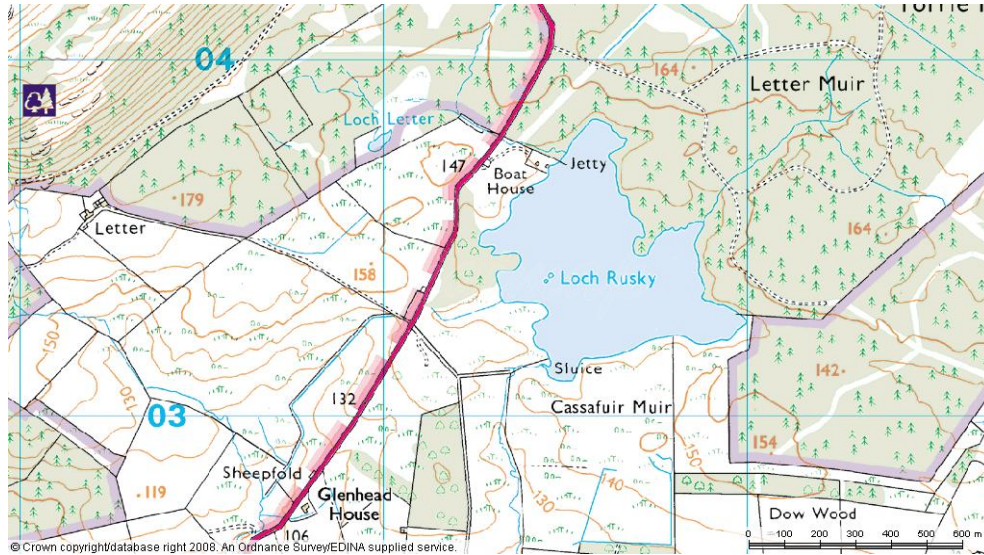 04
164
Letter Muir
Loch Letter
147
Boat
House
Jetty
179
Letter
164
158
Loch Rusky
150
130
Sluice
142
132
Cassafuir Muir
03
154
150
Sheepfold
119
Glenhead
House
140
130
106
Dow Wood
0 100 200 300 400 500 600 m
© Crown copyright/database right 2008. An Ordnance Survey/EDINA supplied service.